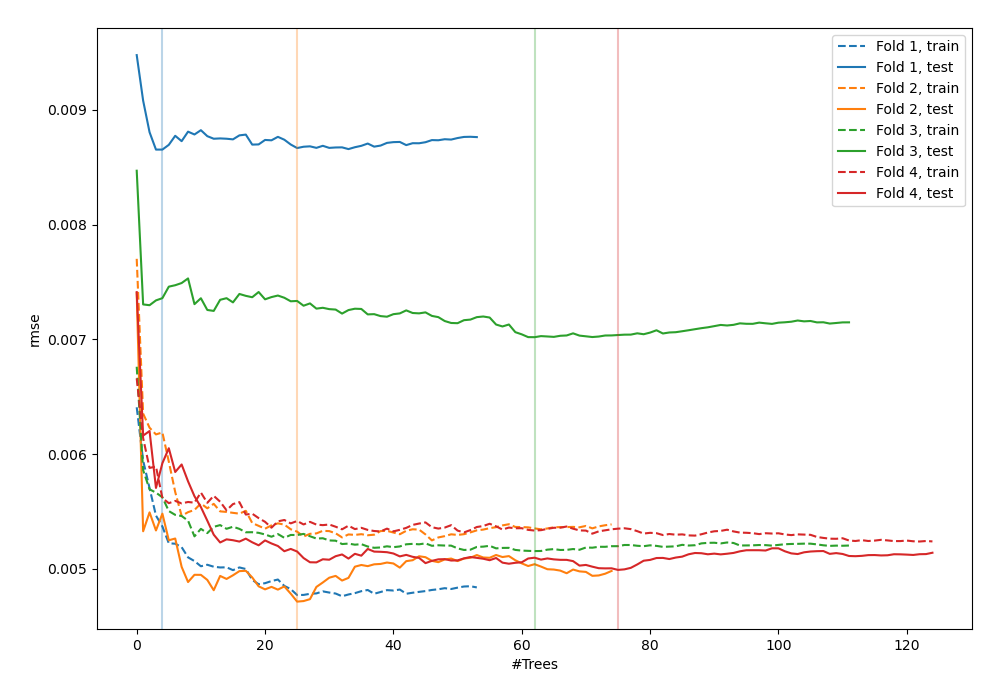 Fold 1, train
Fold 1, test
Fold 2, train
Fold 2, test
Fold 3, train
Fold 3, test
Fold 4, train
Fold 4, test
0.009
0.008
0.007
0.006
0.005
rmse
0 20 40 60 80 100 120
#Trees